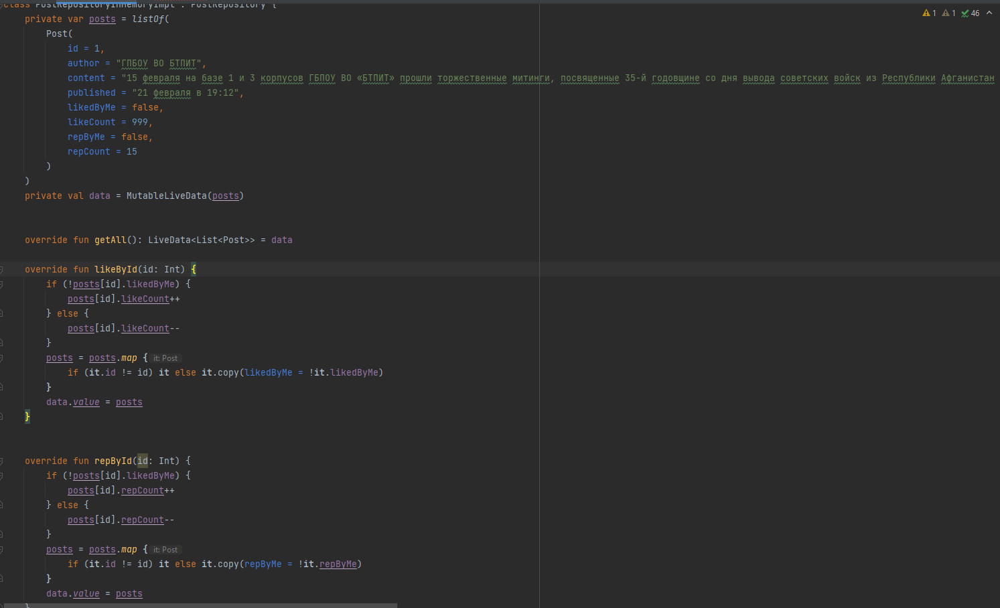 class PostRepositoryInMemoryImpl : PostRepository {
    private var posts = listOf(
        Post(
            id = 1,
            author = "ГПБОУ ВО БТПИТ",
            content = "15 февраля на базе 1 и 3 корпусов ГБПОУ ВО «БТПИТ» прошли торжественные митинги, посвященные 35-й годовщине со дня вывода советских войск из Республики Афганистан
            published = "21 февраля в 19:12",
            likedByMe = false,
            likeCount = 999,
            repByMe = false,
            repCount = 15
        )
    )
    private val data = MutableLiveData(posts)
    override fun getAll(): LiveData<List<Post>> = data
    override fun likeById(id: Int) {
        if (!posts[id].likedByMe) {
            posts[id].likeCount++
        } else {
            posts[id].likeCount--
        }
        posts = posts.map { it: Post
            if (it.id != id) it else it.copy(likedByMe = !it.likedByMe)
        }
        data.value = posts
    }
    override fun repById(id: Int) {
        if (!posts[id].likedByMe) {
            posts[id].repCount++
        } else {
            posts[id].repCount--
        }
        posts = posts.map { it: Post
            if (it.id != id) it else it.copy(repByMe = !it.repByMe)
        }
        data.value = posts
    }
1 1 46